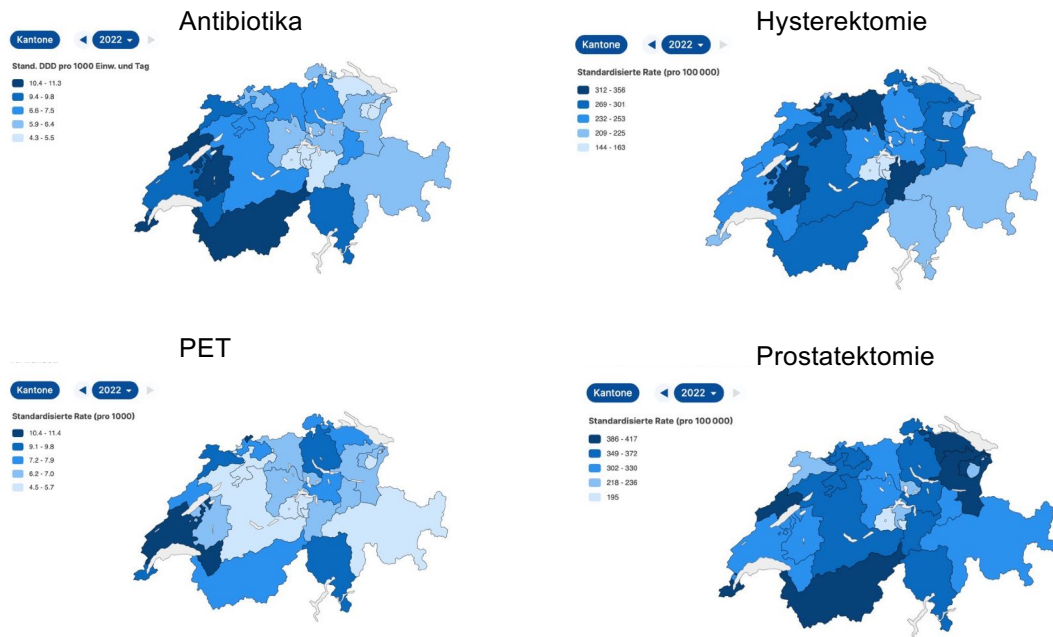 Antibiotika
Kantone
2022
Stand. DDD pro 1000 Einw. und Tag
10.4 - 11.3
9.4 - 9.8
6.6 - 7.5
5.9 - 6.4
4.3 - 5.5
Hysterektomie
Kantone
2022
Standardisierte Rate (pro 100 000)
312 - 356
269 - 301
232 - 253
209 - 225
144 - 163
PET
Kantone
2022
Standardisierte Rate (pro 1000)
10.4 - 11.4
9.1 - 9.8
7.2 - 7.9
6.2 - 7.0
4.5 - 5.7
Prostatektomie
Kantone
2022
Standardisierte Rate (pro 100 000)
386 - 417
349 - 372
302 - 330
218 - 236
195